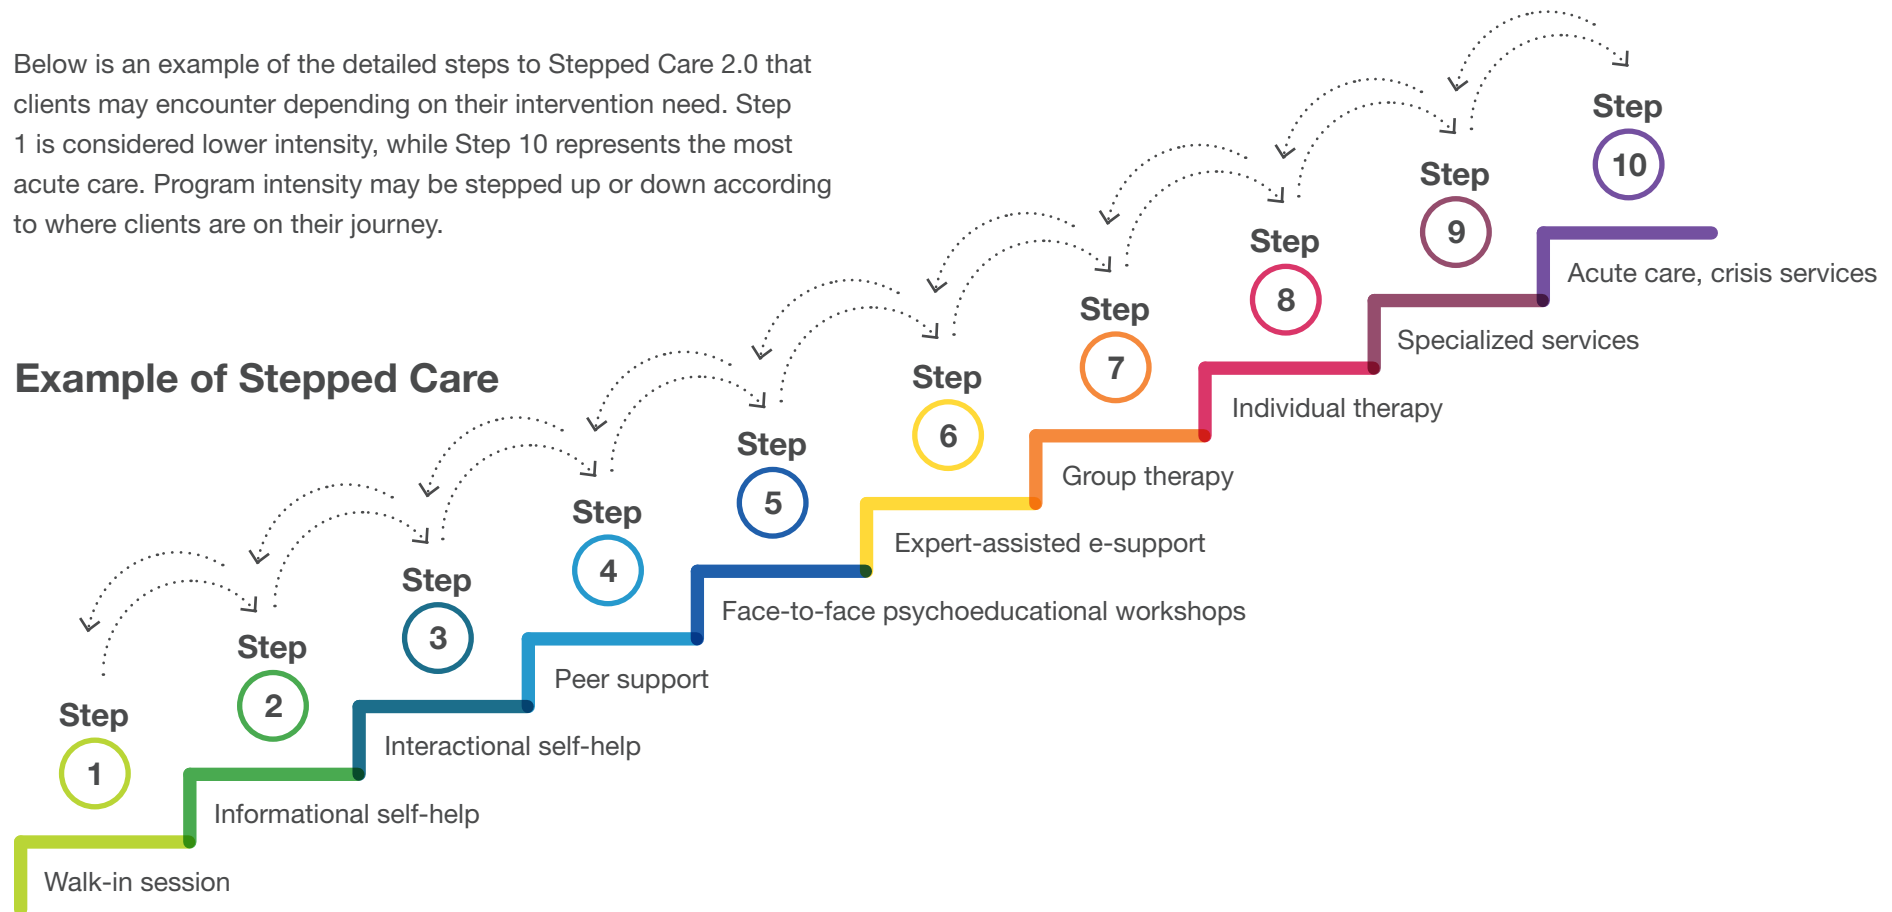 Below is an example of the detailed steps to Stepped Care 2.0 that
clients may encounter depending on their intervention need. Step
1 is considered lower intensity, while Step 10 represents the most
acute care. Program intensity may be stepped up or down according
to where clients are on their journey.
Example of Stepped Care
Step
1
Walk-in session
Step
2
Informational self-help
Step
3
Interactional self-help
Step
4
Peer support
Step
5
Face-to-face psychoeducational workshops
Step
6
Expert-assisted e-support
Step
7
Group therapy
Step
8
Individual therapy
Step
9
Specialized services
Step
10
Acute care, crisis services